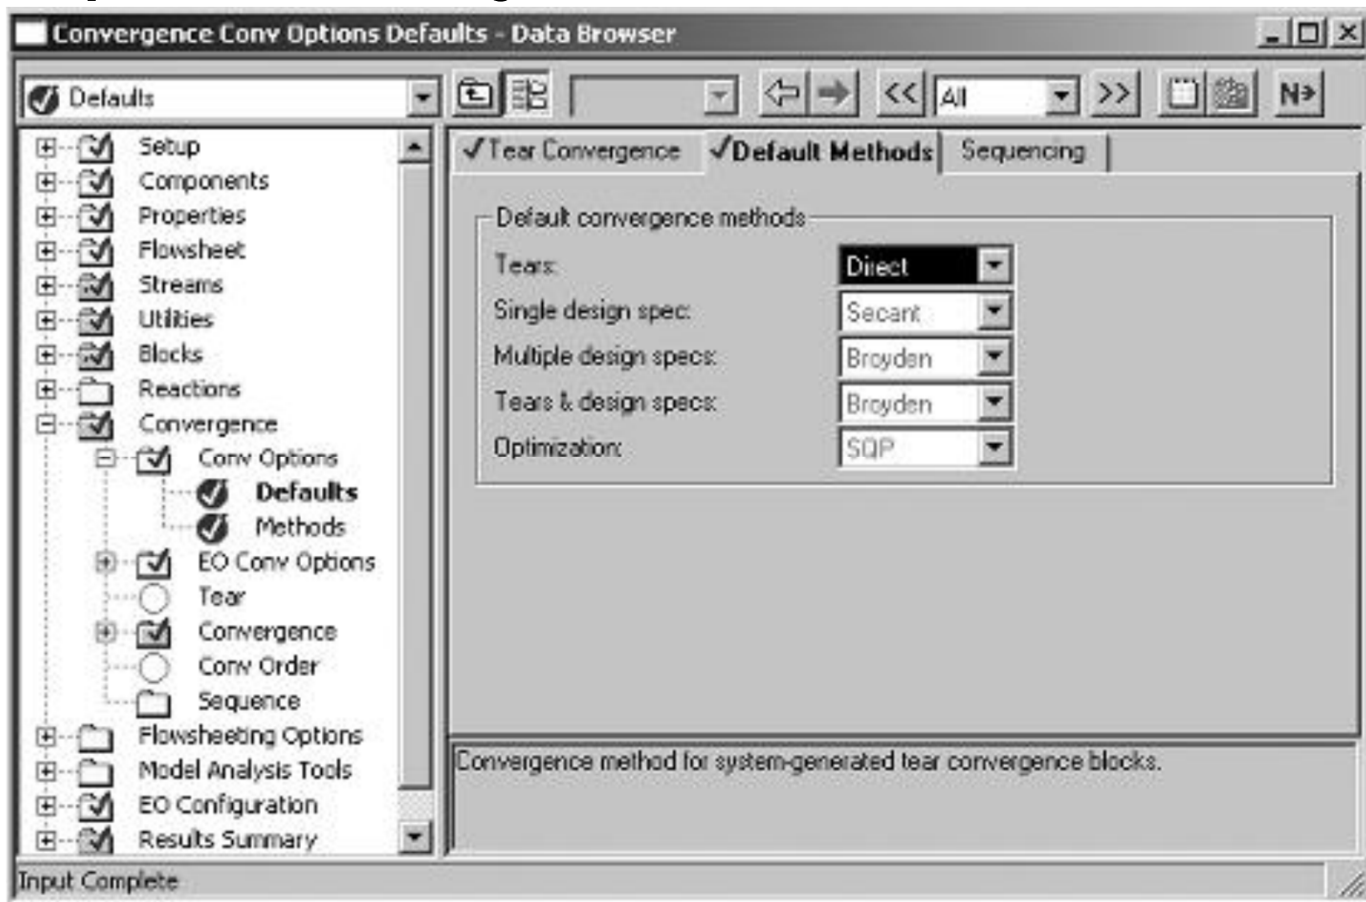 Convergence Conv Options Defaults - Data Browser
Defaults
<< All >> N
Setup
Components
Properties
Flowsheet
Streams
Utilities
Blocks
Reactions
Convergence
Conv Options
Defaults
Methods
EO Conv Options
Tear
Convergence
Conv Order
Sequence
Flowsheeting Options
Model Analysis Tools
EO Configuration
Results Summary
Tear Convergence Default Methods Sequencing
Default convergence methods
Tears: Direct
Single design spec: Secant
Multiple design specs: Broyden
Tears & design specs: Broyden
Optimization: SQP
Convergence method for system-generated tear convergence blocks.
Input Complete